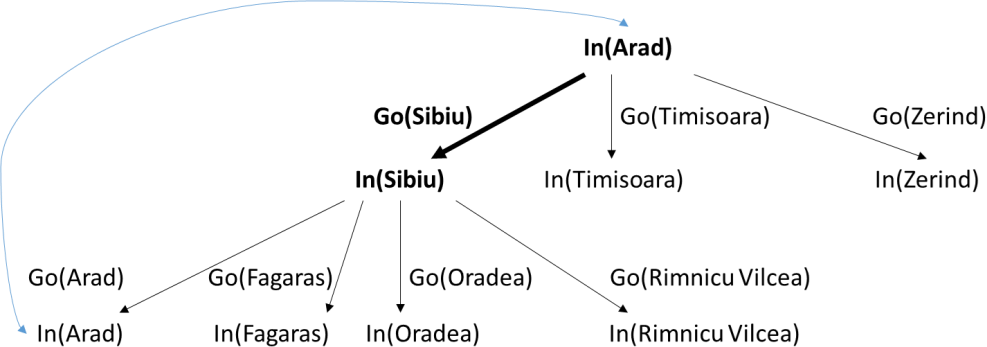 In(Arad)
Go(Sibiu)
Go(Timisoara)
Go(Zerind)
In(Sibiu)
In(Timisoara)
In(Zerind)
Go(Arad)
Go(Fagaras)
Go(Oradea)
Go(Rimnicu Vilcea)
In(Arad)
In(Fagaras)
In(Oradea)
In(Rimnicu Vilcea)